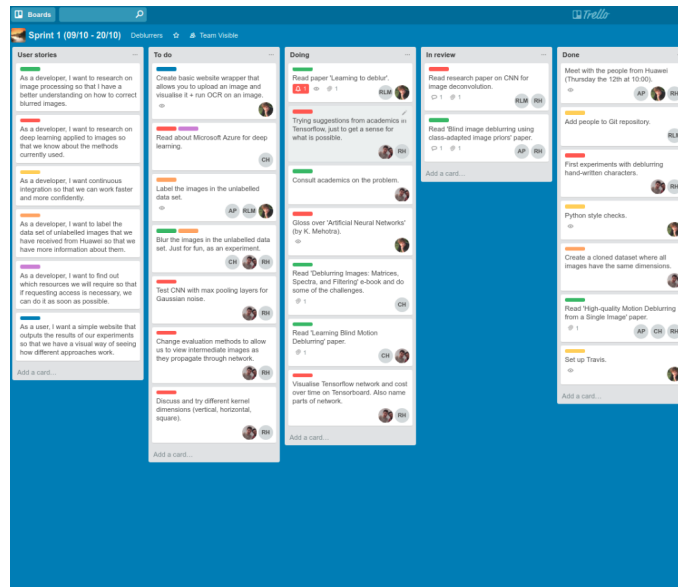 Boards
Trello
Sprint 1 (09/10 - 20/10)
Deblurrers
Team Visible
User stories
As a developer, I want to research on
image processing so that I have a
better understanding on how to correct
blurred images.
As a developer, I want to research on
deep learning applied to images so
that we know about the methods
currently used.
As a developer, I want continuous
integration so that we can work faster
and more confidently.
As a developer, I want to label the
data set of unlabelled images that we
have received from Huawei so that we
have more information about them.
As a developer, I want to find out
which resources we will require so that
if requesting access is necessary, we
can do it as soon as possible.
As a user, I want a simple website that
outputs the results of our experiments
so that we have a visual way of seeing
how different approaches work.
Add a card...
To do
Create basic website wrapper that
allows you to upload an image and
visualise it + run OCR on an image.
Read about Microsoft Azure for deep
learning.
CH
Label the images in the unlabelled
data set.
AP RLM
Blur the images in the unlabelled data
set. Just for fun, as an experiment.
CH RH
Test CNN with max pooling layers for
Gaussian noise.
RH
Change evaluation methods to allow
us to view intermediate images as
they propagate through network.
RH
Discuss and try different kernel
dimensions (vertical, horizontal,
square).
RH
Add a card...
Doing
Read paper 'Learning to deblur'.
1 1
RLM
Trying suggestions from academics on
Tensorflow, just to get a sense for
what is possible.
RH
Consult academics on the problem.
Gloss over 'Artificial Neural Networks'
(by K. Mehotra).
Read 'Deblurring Images: Matrices,
Spectra, and Filtering' e-book and do
some of the challenges.
1
CH
Read 'Learning Blind Motion
Deblurring' paper.
CH
Visualise Tensorflow network and cost
over time on Tensorboard. Also name
parts of network.
RH
Add a card...
In review
Read research paper on CNN for
image deconvolution.
1 1
RLM RH
Read 'Blind image deblurring using
class-adapted image priors' paper.
1 1
AP RH
Add a card...
Done
Meet with the people from Huawei
(Thursday the 12th at 10:00).
AP RH
Add people to Git repository.
RLM
First experiments with deblurring
hand-written characters.
RH
Python style checks.
Create a cloned dataset where all
images have the same dimensions.
Read 'High-quality Motion Deblurring
from a Single Image' paper.
1
AP CH RH
Set up Travis.
Add a card...